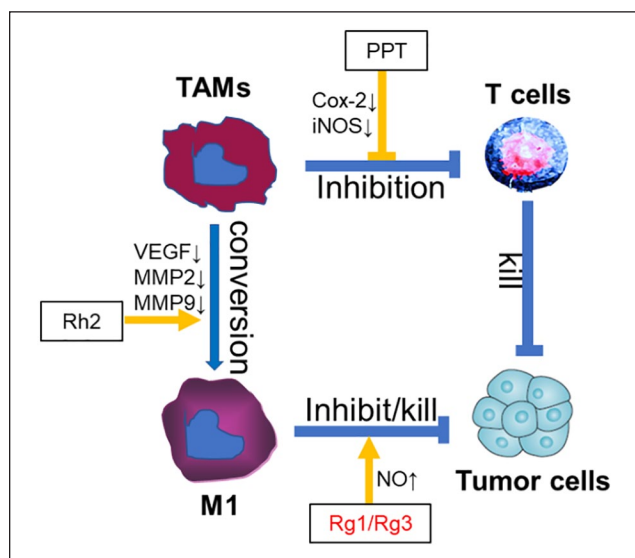 PPT
TAMs
Cox-2↓
iNOS↓
T cells
Inhibition
VEGF↓
MMP2↓
MMP9↓
conversion
kill
Rh2
Inhibit/kill
NO↑
M1
Tumor cells
Rg1/Rg3